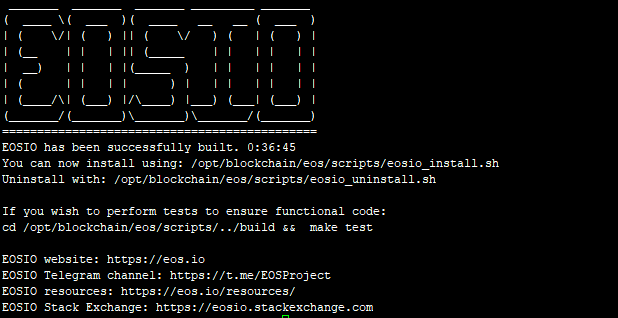 EOSIO
EOSIO has been successfully built. 0:36:45
You can now install using: /opt/blockchain/eos/scripts/eosio_install.sh
Uninstall with: /opt/blockchain/eos/scripts/eosio_uninstall.sh
If you wish to perform tests to ensure functional code:
cd /opt/blockchain/eos/scripts/../build && make test
EOSIO website: https://eos.io
EOSIO Telegram channel: https://t.me/EOSProject
EOSIO resources: https://eos.io/resources/
EOSIO Stack Exchange: https://eosio.stackexchange.com